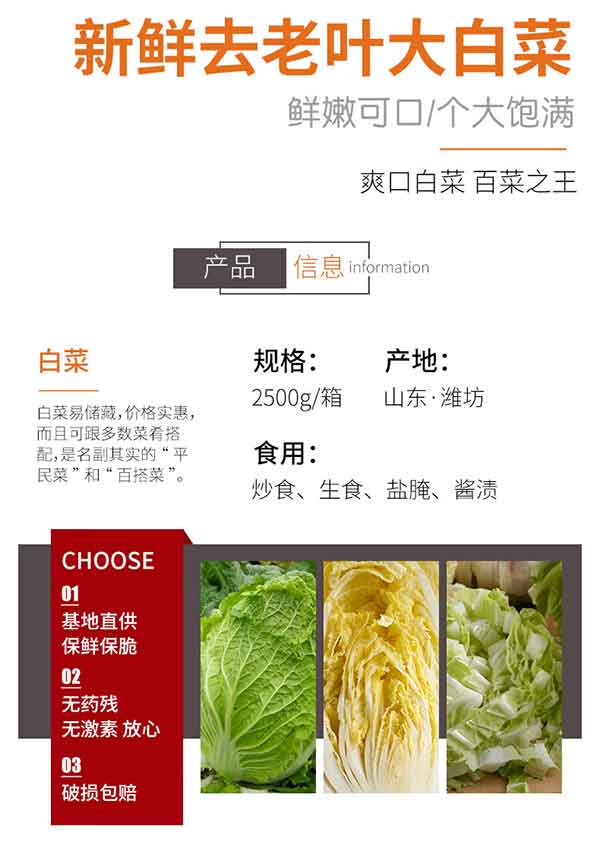 新鲜去老叶大白菜
鲜嫩可口/个大饱满
爽口白菜 百菜之王
产品 信息 information
白菜
白菜易储藏,价格实惠,
而且可跟多数菜肴搭
配,是名副其实的“平
民菜”和“百搭菜”。
规格： 产地：
2500g/箱 山东·潍坊
食用：
炒食、生食、盐腌、酱渍
CHOOSE
01
基地直供
保鲜保脆
02
无药残
无激素 放心
03
破损包赔